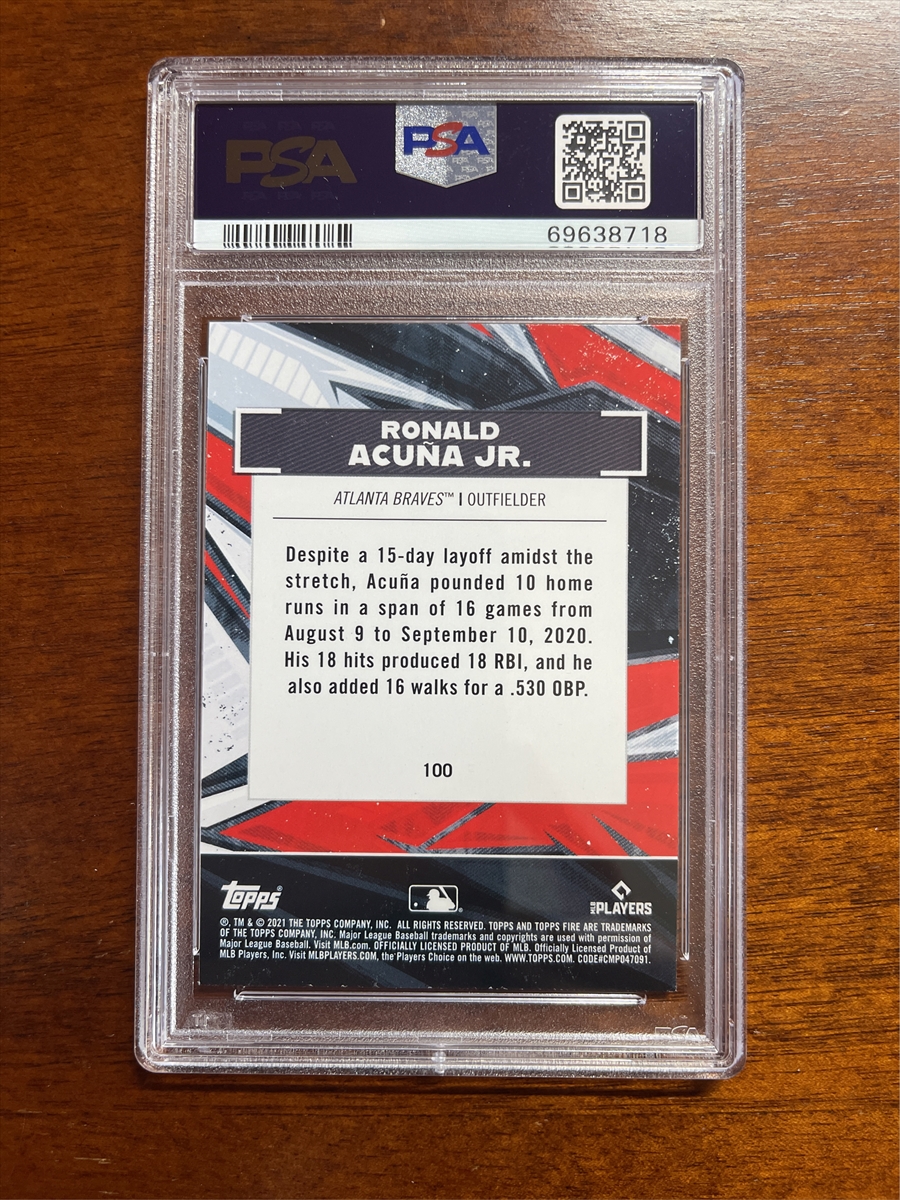 PSA
PSA
69638718
RONALD
ACUÑA JR.
ATLANTA BRAVES™ | OUTFIELDER
Despite a 15-day layoff amidst the
stretch, Acuña pounded 10 home
runs in a span of 16 games from
August 9 to September 10, 2020.
His 18 hits produced 18 RBI, and he
also added 16 walks for a .530 OBP.
100
topps®
MLB PLAYERS
®, TM & © 2021 THE TOPPS COMPANY, INC. ALL RIGHTS RESERVED. TOPPS AND TOPPS FIRE ARE TRADEMARKS
OF THE TOPPS COMPANY, INC. Major League Baseball trademarks and copyrights are used with permission of
Major League Baseball. Visit MLB.com. OFFICIALLY LICENSED PRODUCT OF MLB. Officially Licensed Product of
MLB Players, Inc. Visit MLBPLAYERS.COM, the Players Choice on the web. WWW.TOPPS.COM. CODE#CMP047091.
PSA